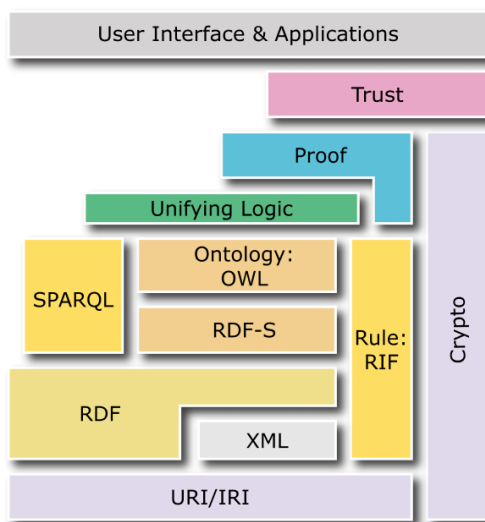 User Interface & Applications
Trust
Proof
Unifying Logic
Ontology:
OWL
SPARQL
RDF-S
Rule:
RIF
Crypto
RDF
XML
URI/IRI